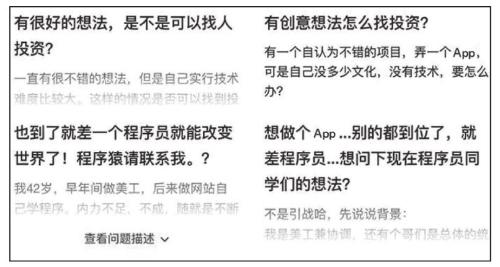 有很好的想法，是不是可以找人
投资？
一直有很不错的想法，但是自己实行技术
难度比较大。这样的情况是否可以找到投
也到了就差一个程序员就能改变
世界了！程序猿请联系我。？
我42岁，早年间做美工，后来做网站自
己学程序。内力不足，不成，随就是不断
查看问题描述
有创意想法怎么找投资？
有一个自认为不错的项目，弄一个App，
可是自己没多少文化，没有技术，要怎么
办？
想做个App...别的都到位了，就
差程序员...想问下现在程序员同
学们的想法？
不是引战哈，先说说背景：
我是美工兼协调，还有个哥们是总体的统